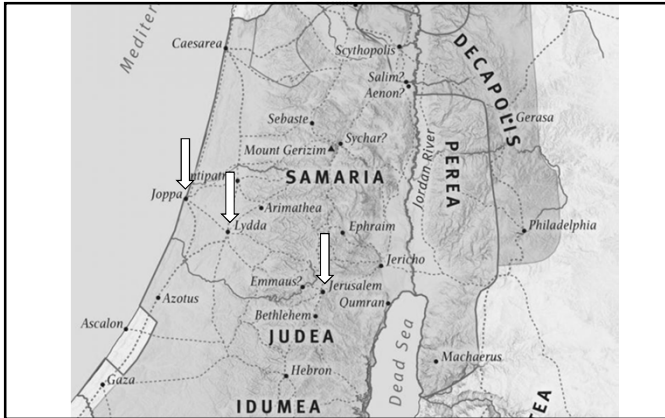 Mediter
Caesarea
Scythopolis
DECAPOLIS
Salim?
Aenon?
Gerasa
Sebaste
Sychar?
Mount Gerizim
Jordan River
PEREA
SAMARIA
Joppa
Arimathea
Lydda
Ephraim
Philadelphia
Jericho
Emmaus?
Jerusalem
Qumran
Azotus
Bethlehem
Ascalon
JUDEA
Dead Sea
Machaerus
Gaza
Hebron
IDUMEA